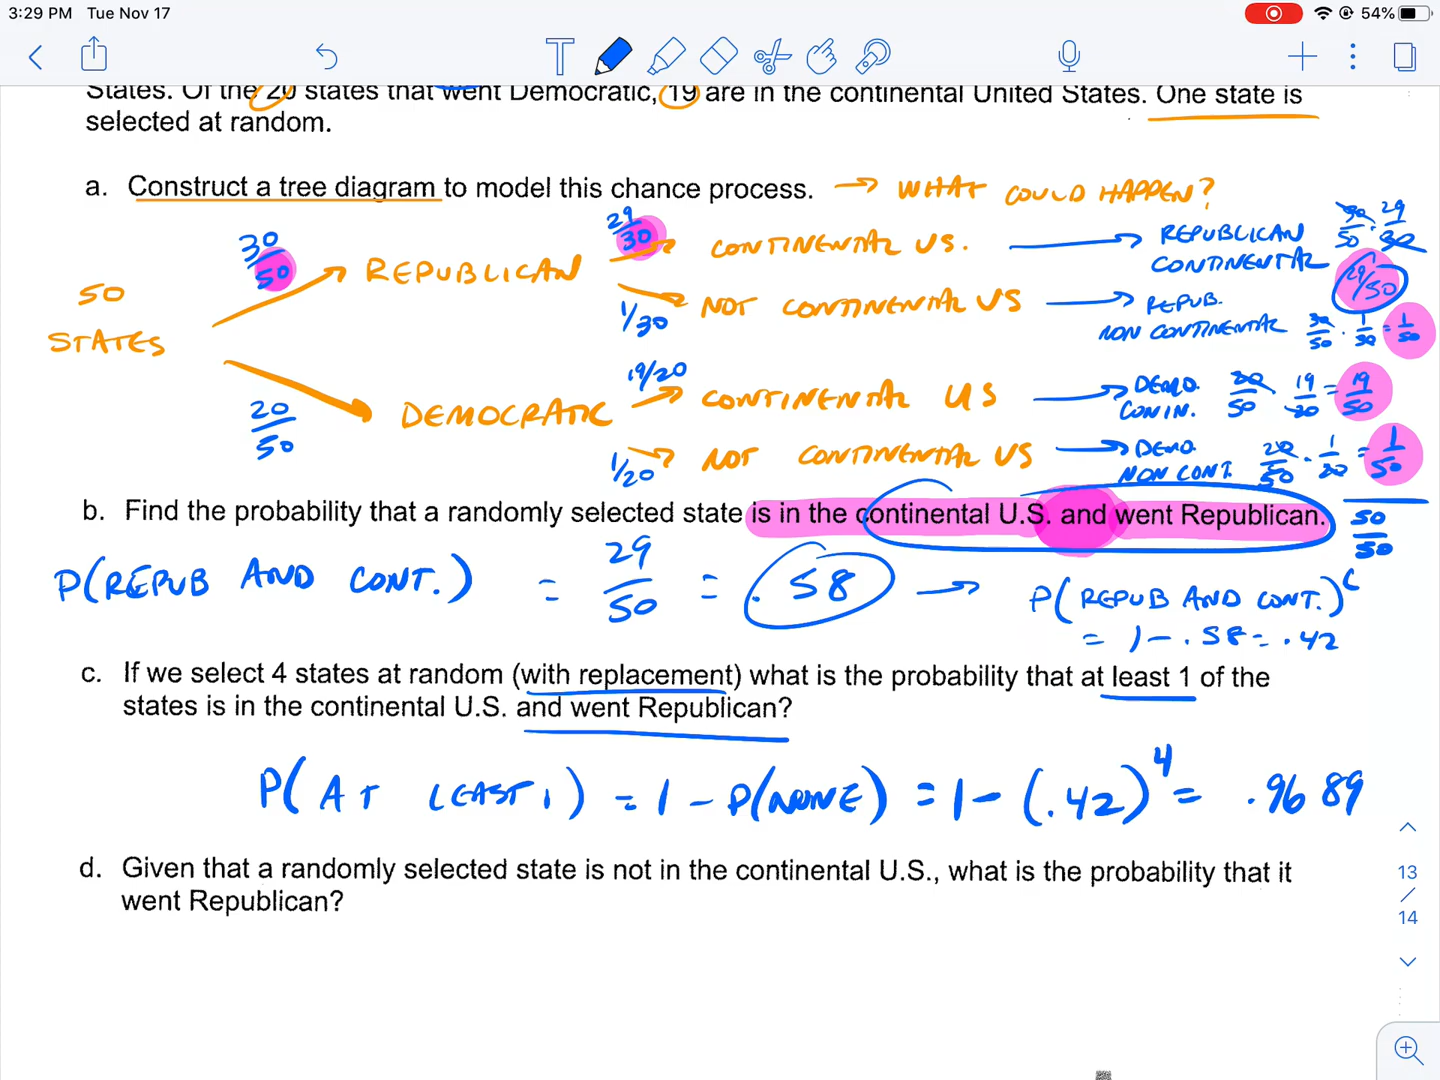 3:29 PM Tue Nov 17 54%
States. Of the 20 states that went Democratic, 19 are in the continental United States. One state is
selected at random.
a. Construct a tree diagram to model this chance process. → WHAT COULD HAPPEN?
50
STATES
30/50
REPUBLICAN
29/30
CONTINENTAL US. → REPUBLICAN
CONTINENTAL
30/50 · 29/30
29/50
1/30
NOT CONTINENTAL US → REPUB.
NON CONTINENTAL 30/50 · 1/30 = 1/50
20/50
DEMOCRATIC
19/20
CONTINENTAL US → DEMO.
CONTIN. 20/50 19/20 = 19/50
1/20
NOT CONTINENTAL US → DEMO.
NON CONT. 20/50 · 1/20 = 1/50
50/50
b. Find the probability that a randomly selected state is in the continental U.S. and went Republican.
P(REPUB AND CONT.) = 29/50 = .58 → P(REPUB AND CONT.)ᶜ
= 1 - .58 = .42
c. If we select 4 states at random (with replacement) what is the probability that at least 1 of the
states is in the continental U.S. and went Republican?
P(AT LEAST 1) = 1 - P(NONE) = 1 - (.42)⁴ = .9689
d. Given that a randomly selected state is not in the continental U.S., what is the probability that it
went Republican?
13
/
14